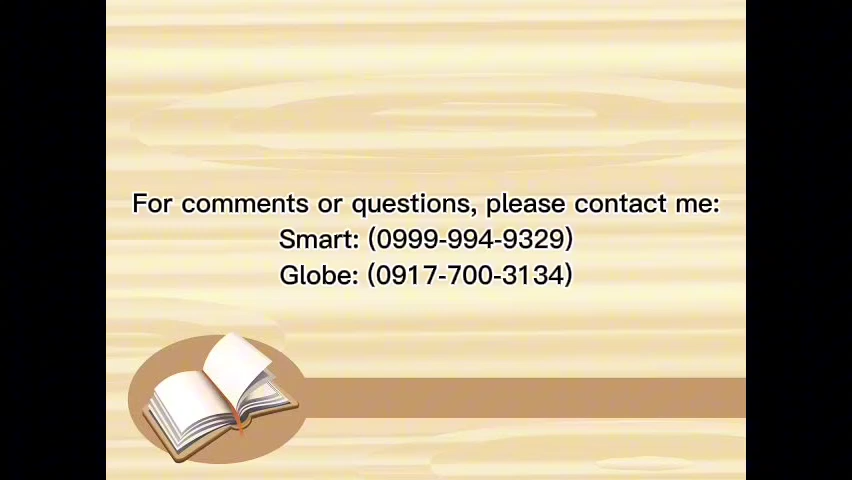 For comments or questions, please contact me:
Smart: (0999-994-9329)
Globe: (0917-700-3134)